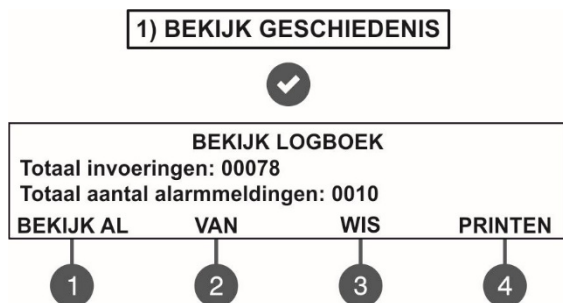 1) BEKIJK GESCHIEDENIS
BEKIJK LOGBOEK
Totaal invoeringen: 00078
Totaal aantal alarmmeldingen: 0010
BEKIJK AL VAN WIS PRINTEN
1 2 3 4